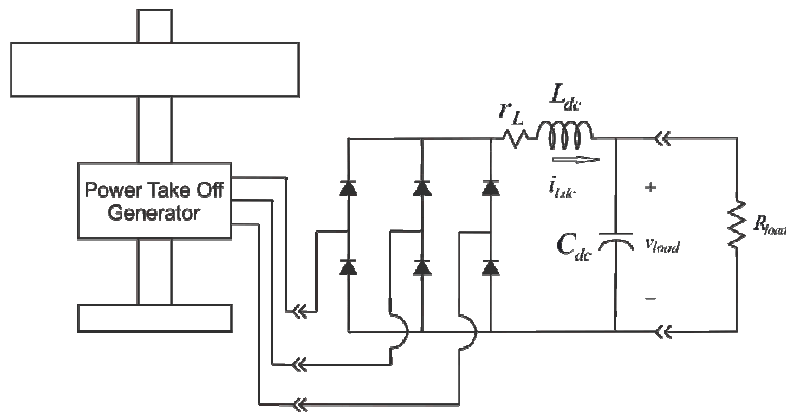 Power Take Off
Generator
r_L
L_dc
i_Ldc
+
C_dc
v_load
−
R_load